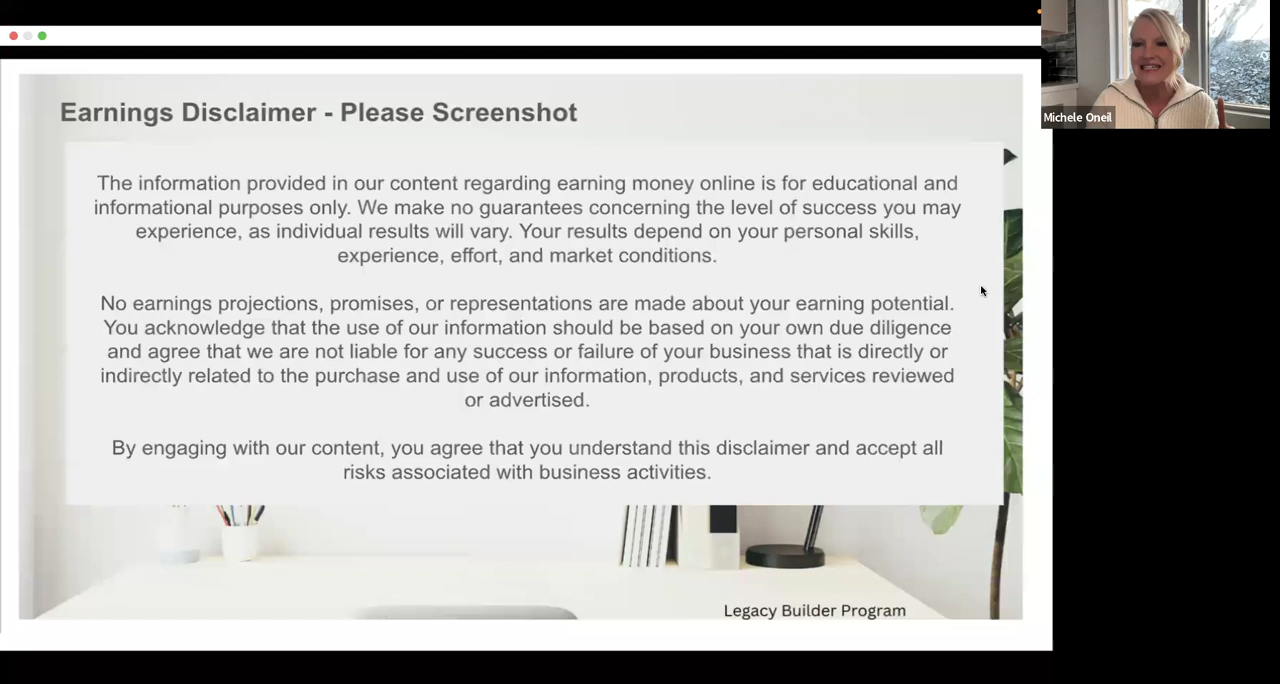 Michele Oneil
Earnings Disclaimer - Please Screenshot
The information provided in our content regarding earning money online is for educational and
informational purposes only. We make no guarantees concerning the level of success you may
experience, as individual results will vary. Your results depend on your personal skills,
experience, effort, and market conditions.
No earnings projections, promises, or representations are made about your earning potential.
You acknowledge that the use of our information should be based on your own due diligence
and agree that we are not liable for any success or failure of your business that is directly or
indirectly related to the purchase and use of our information, products, and services reviewed
or advertised.
By engaging with our content, you agree that you understand this disclaimer and accept all
risks associated with business activities.
Legacy Builder Program